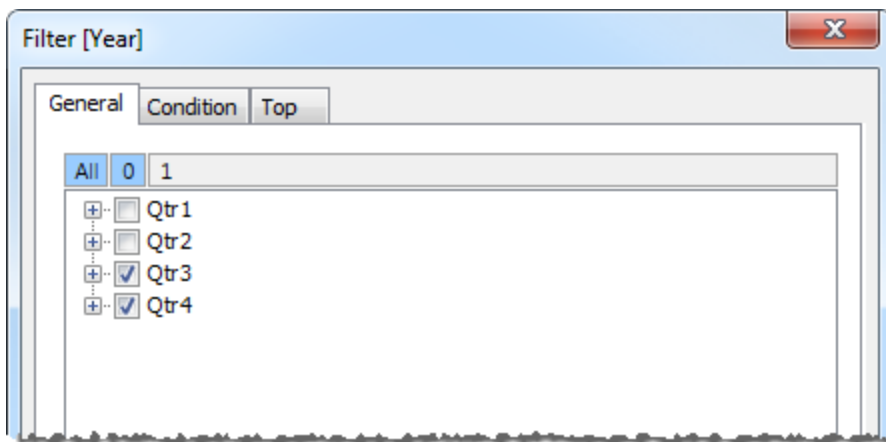 Filter [Year]
General Condition Top
All 0 1
Qtr1
Qtr2
Qtr3
Qtr4